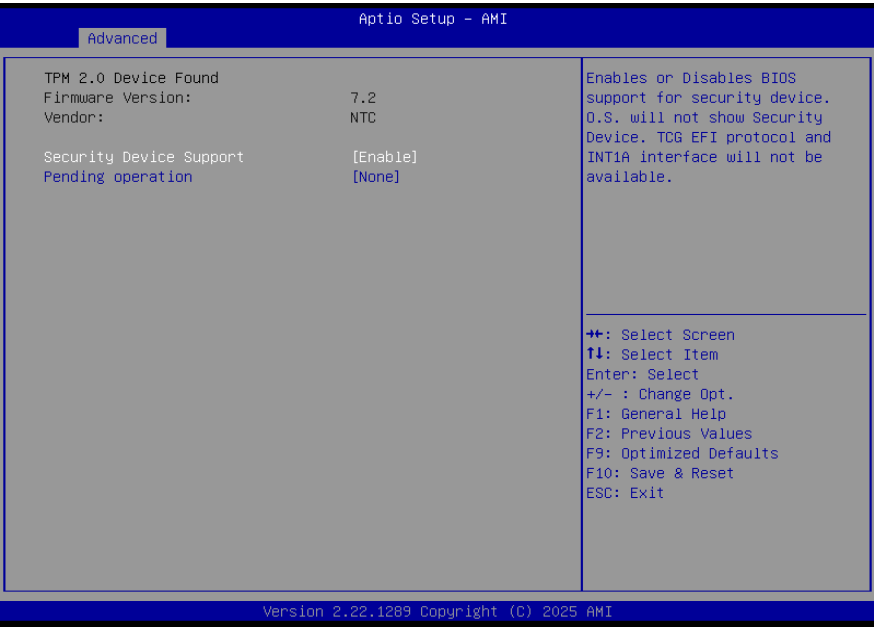 Aptio Setup – AMI
Advanced
TPM 2.0 Device Found
Firmware Version: 7.2
Vendor: NTC
Security Device Support [Enable]
Pending operation [None]
Enables or Disables BIOS
support for security device.
O.S. will not show Security
Device. TCG EFI protocol and
INT1A interface will not be
available.
→←: Select Screen
↑↓: Select Item
Enter: Select
+/- : Change Opt.
F1: General Help
F2: Previous Values
F9: Optimized Defaults
F10: Save & Reset
ESC: Exit
Version 2.22.1289 Copyright (C) 2025 AMI